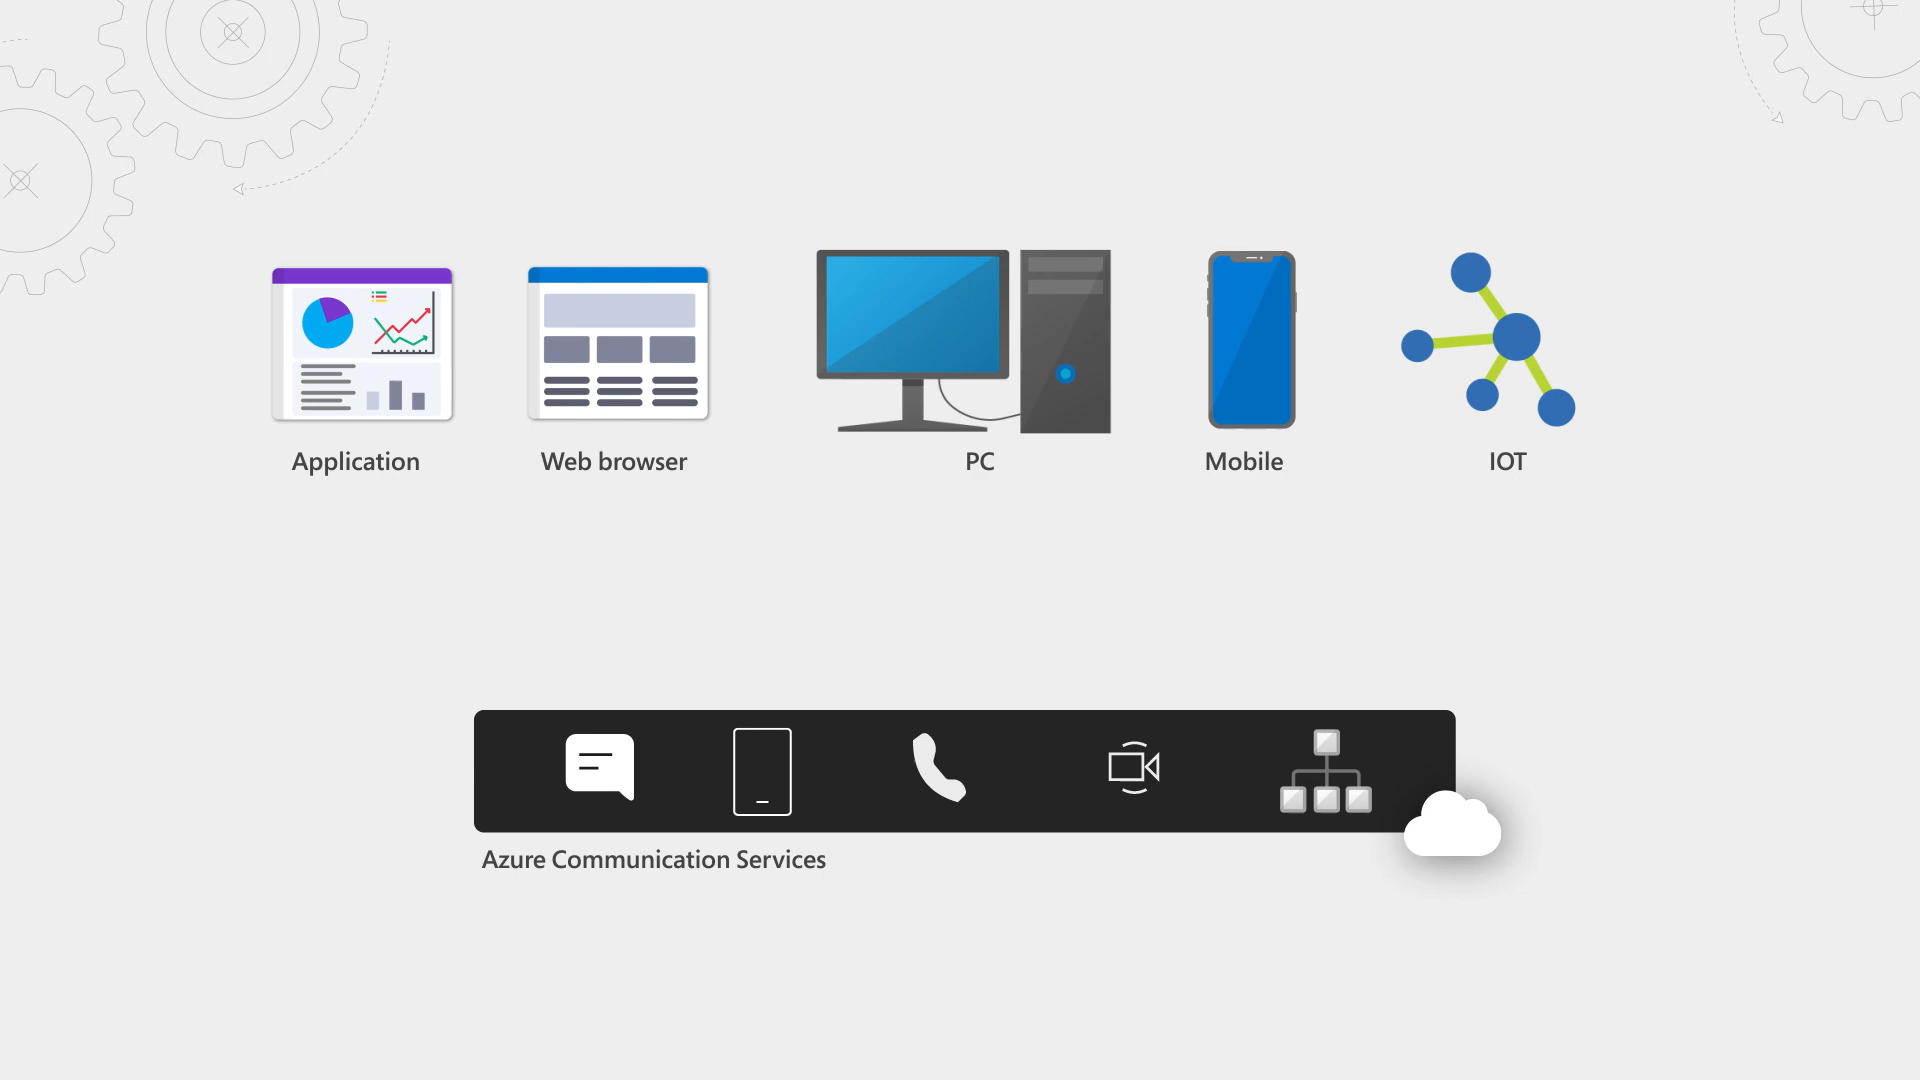 Application
Web browser
PC
Mobile
IOT
Azure Communication Services